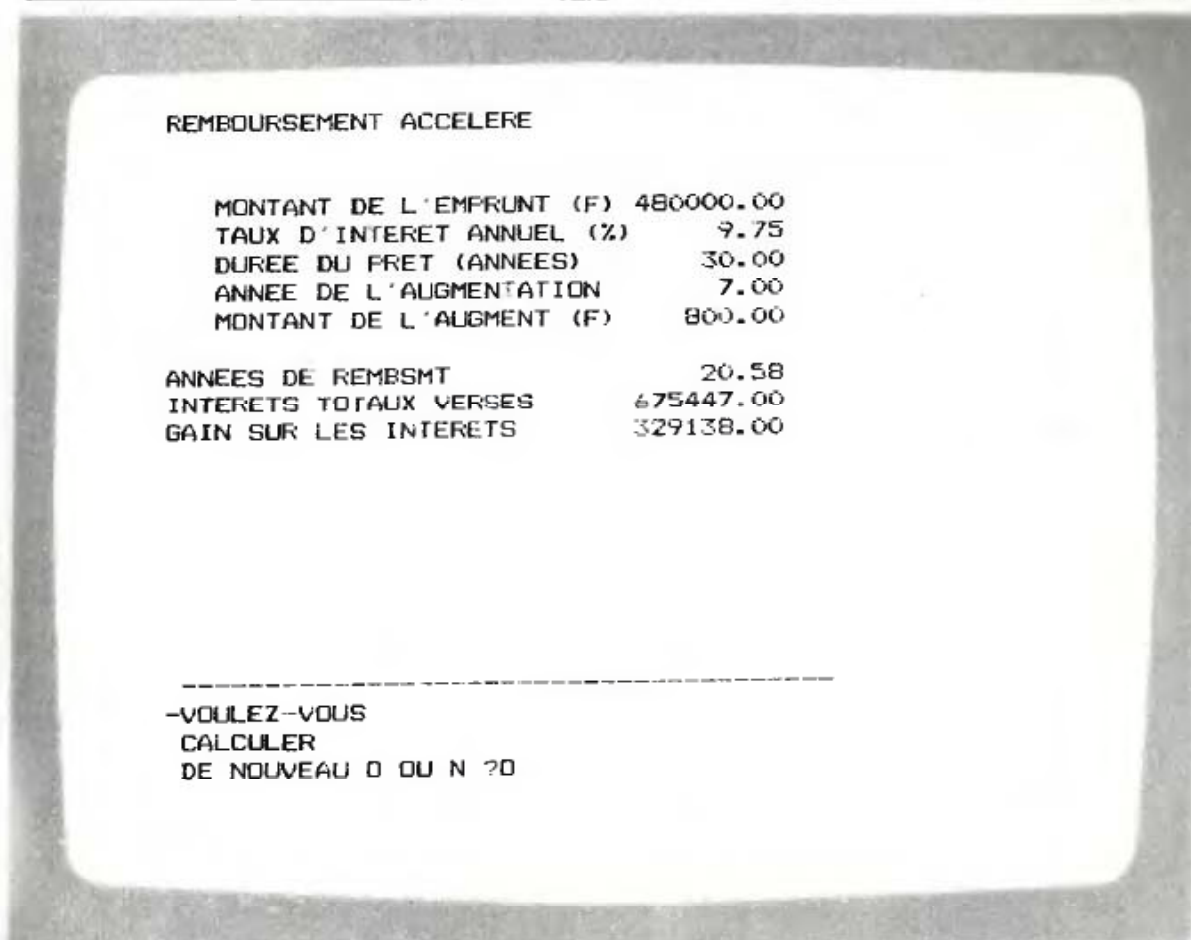 REMBOURSEMENT ACCELERE
MONTANT DE L'EMPRUNT (F) 480000.00
TAUX D'INTERET ANNUEL (%) 9.75
DUREE DU PRET (ANNEES) 30.00
ANNEE DE L'AUGMENTATION 7.00
MONTANT DE L'AUGMENT (F) 800.00
ANNEES DE REMBSMT 20.58
INTERETS TOTAUX VERSES 675447.00
GAIN SUR LES INTERETS 329138.00
-VOULEZ-VOUS
CALCULER
DE NOUVEAU O OU N ?O